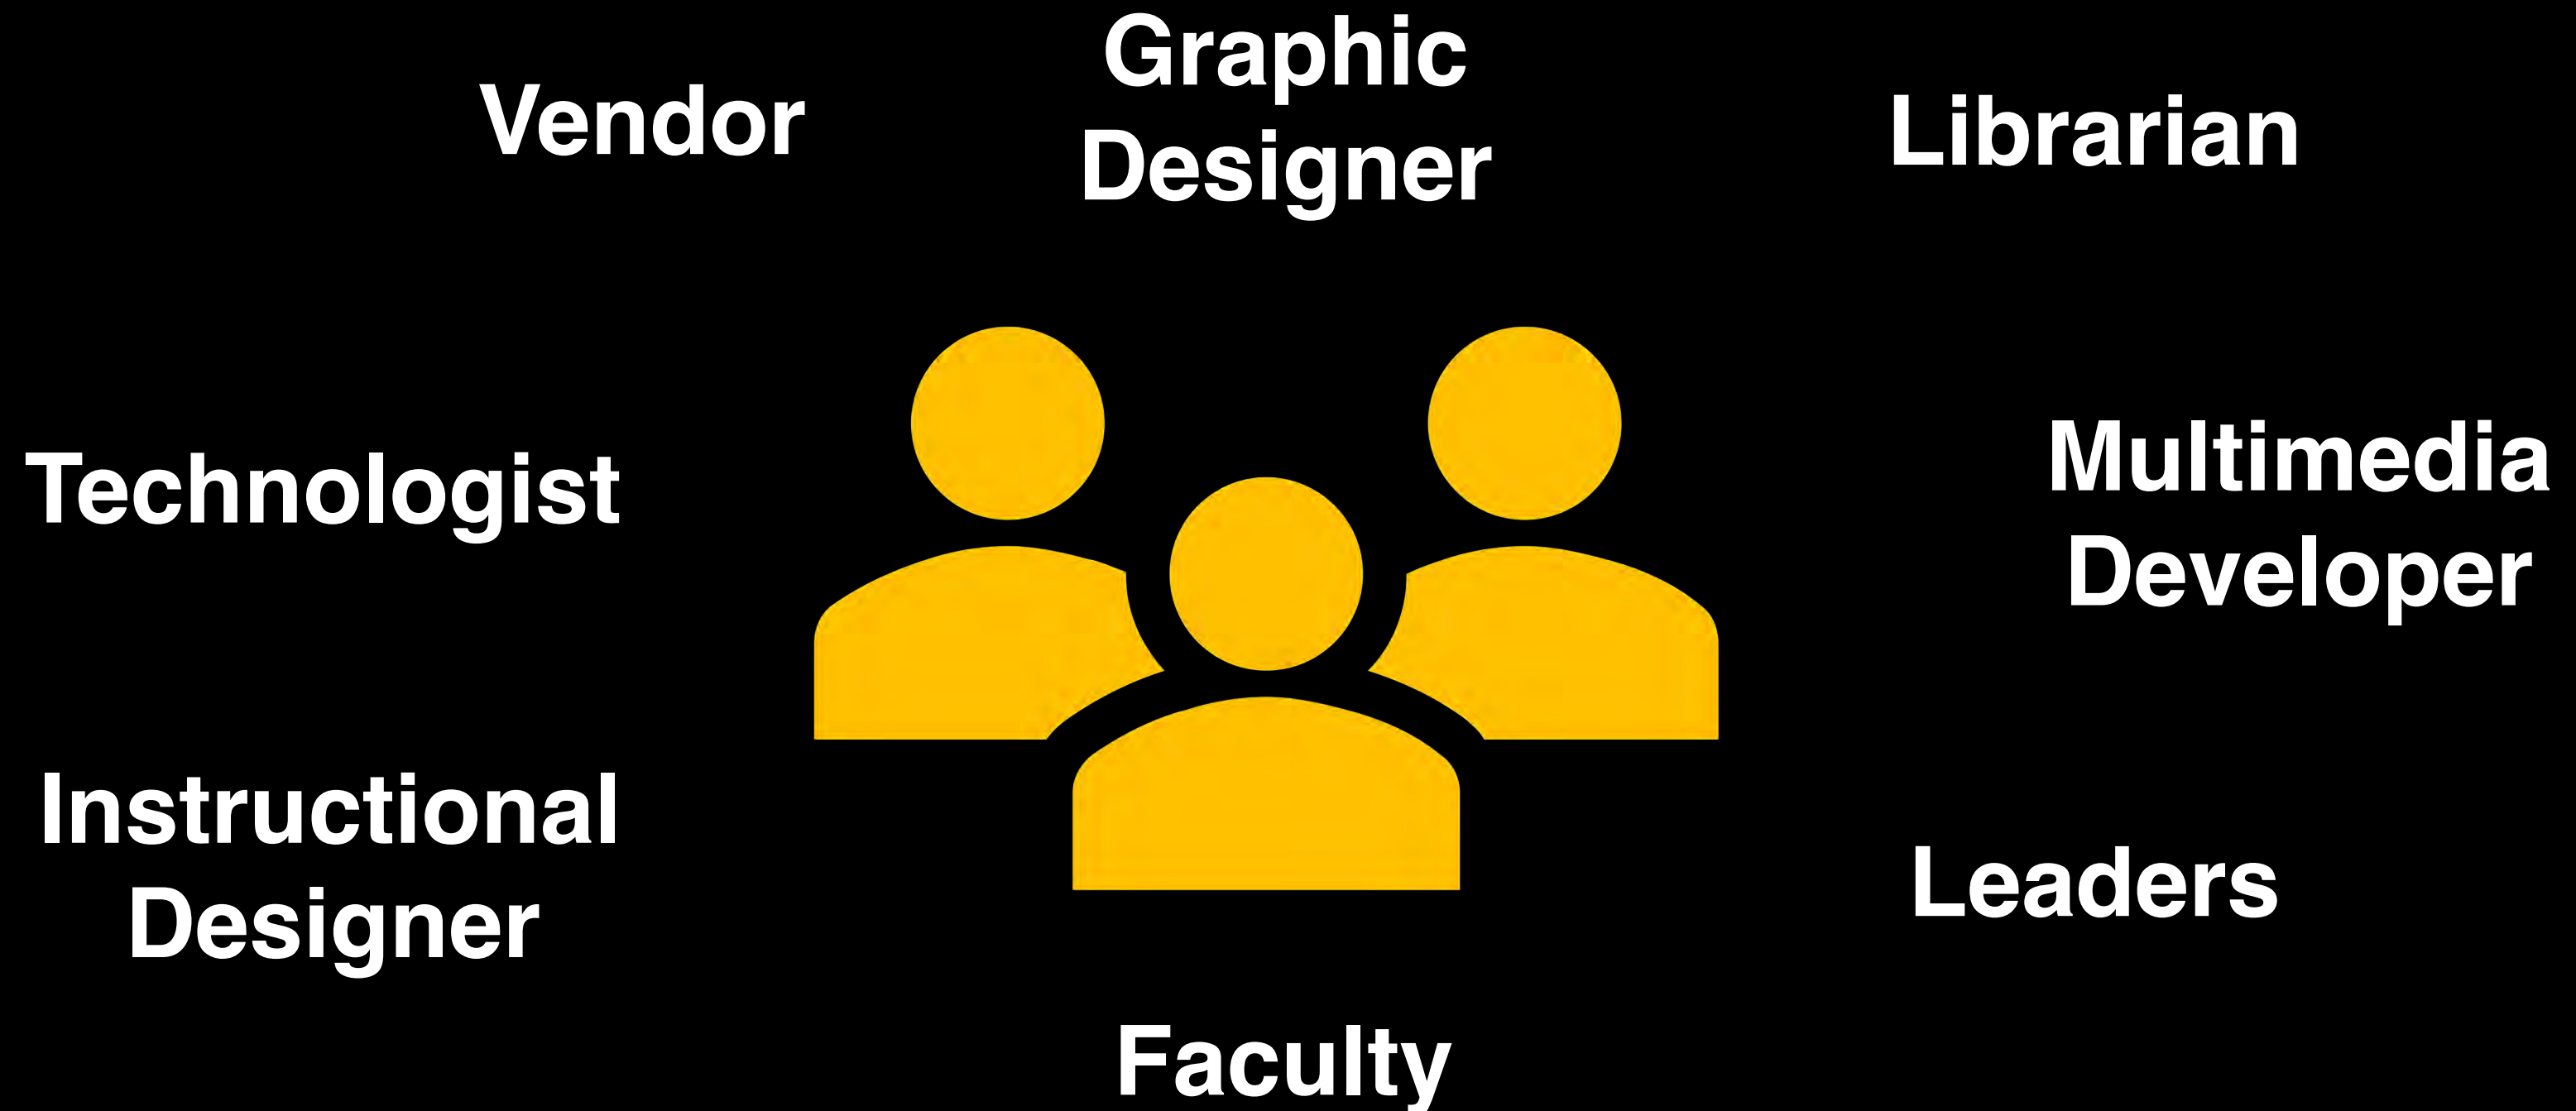 Graphic
Designer
Vendor
Librarian
Technologist
Multimedia
Developer
Instructional
Designer
Leaders
Faculty